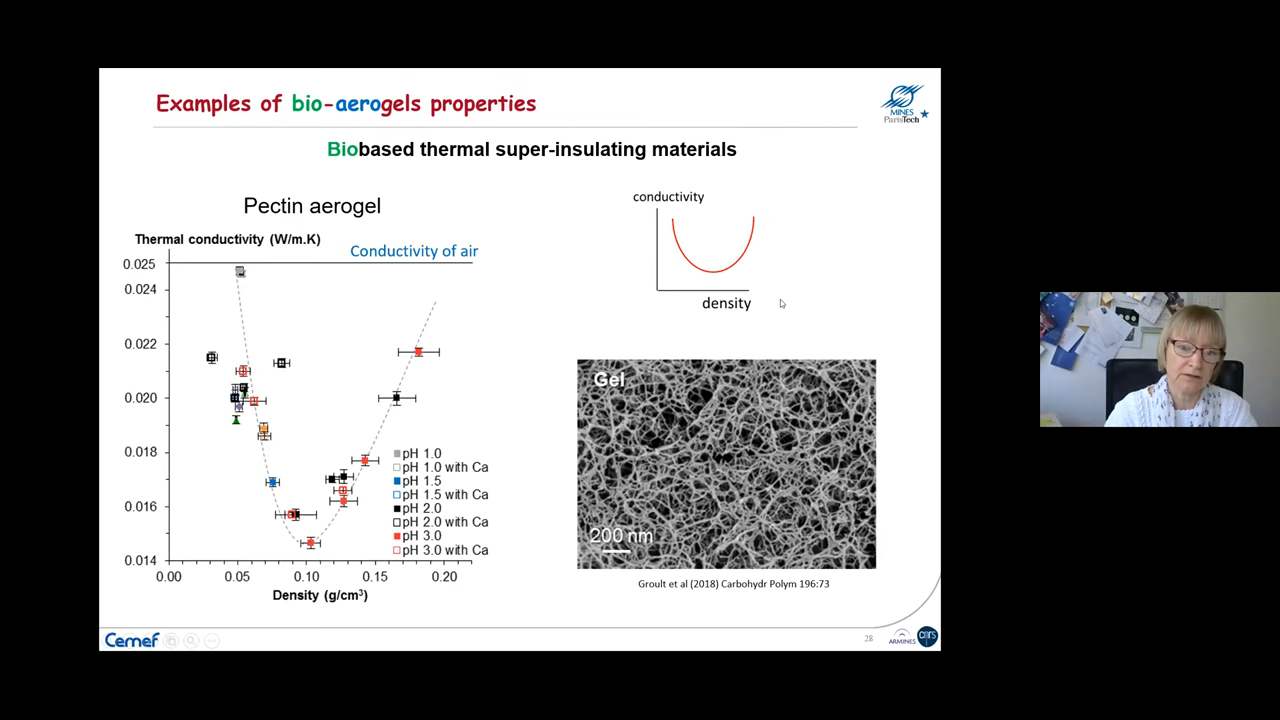 Examples of bio-aerogels properties
MINES
ParisTech
Biobased thermal super-insulating materials
Pectin aerogel
Thermal conductivity (W/m.K)
Conductivity of air
0.025
0.024
0.022
0.020
0.018
0.016
0.014
0.00
0.05
0.10
0.15
0.20
Density (g/cm³)
pH 1.0
pH 1.0 with Ca
pH 1.5
pH 1.5 with Ca
pH 2.0
pH 2.0 with Ca
pH 3.0
pH 3.0 with Ca
conductivity
density
Gel
200 nm
Groult et al (2018) Carbohydr Polym 196:73
Cemef
28
ARMINES
cnrs